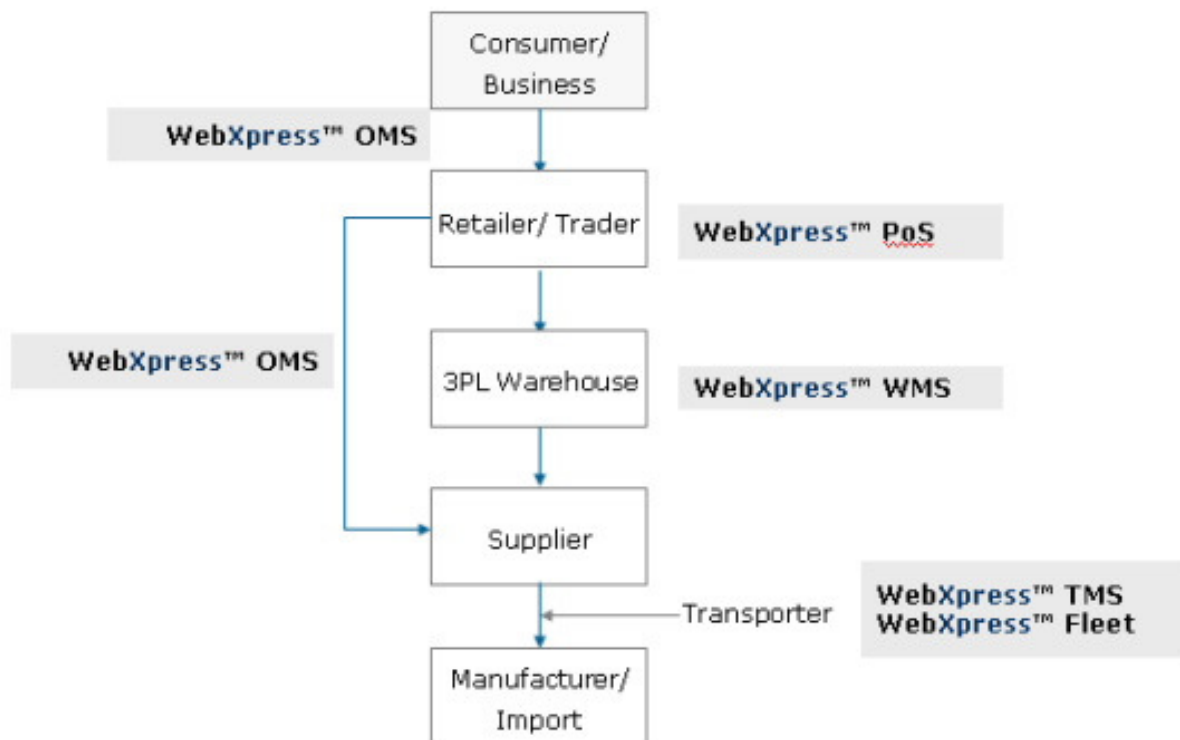 Consumer/
Business
WebXpress™ OMS
Retailer/ Trader
WebXpress™ PoS
WebXpress™ OMS
3PL Warehouse
WebXpress™ WMS
Supplier
Transporter
WebXpress™ TMS
WebXpress™ Fleet
Manufacturer/
Import